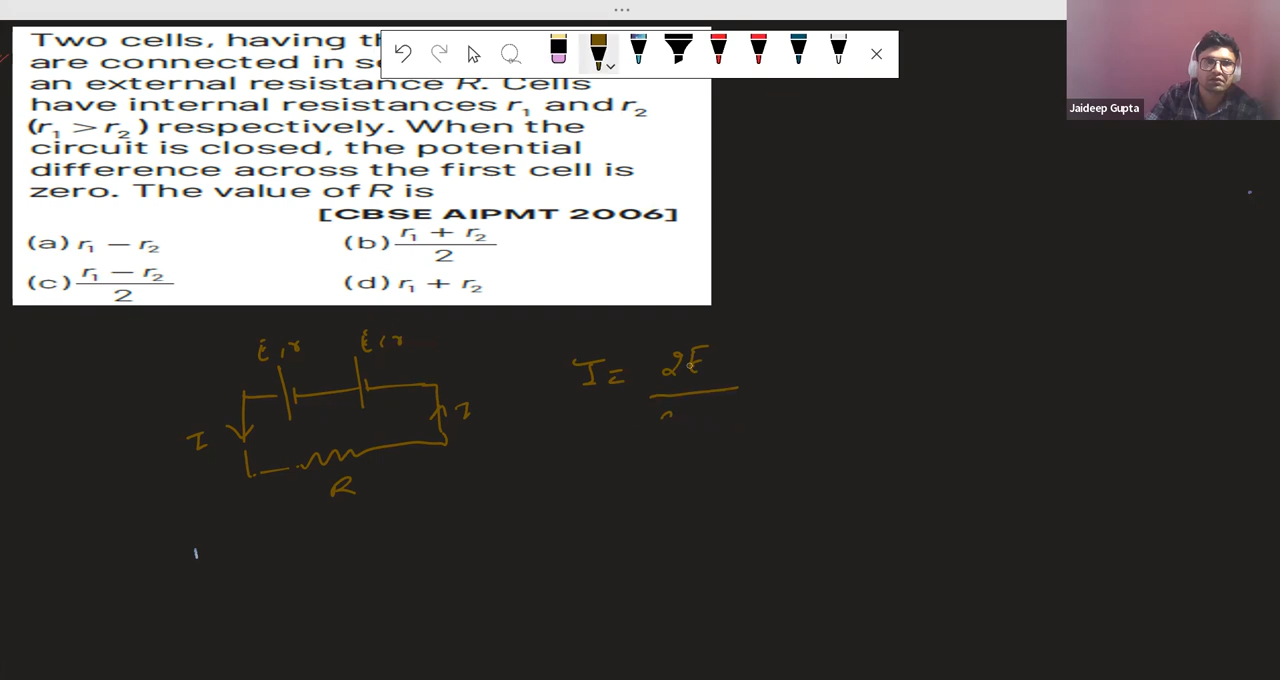 Two cells, having th
are connected in se
an external resistance R. Cells
have internal resistances r₁ and r₂
(r₁ > r₂) respectively. When the
circuit is closed, the potential
difference across the first cell is
zero. The value of R is
[CBSE AIPMT 2006]
(a) r₁ − r₂ (b) (r₁ + r₂)/2
(c) (r₁ − r₂)/2 (d) r₁ + r₂
Jaideep Gupta
ε, r ε, r
I I
R
I = 2E